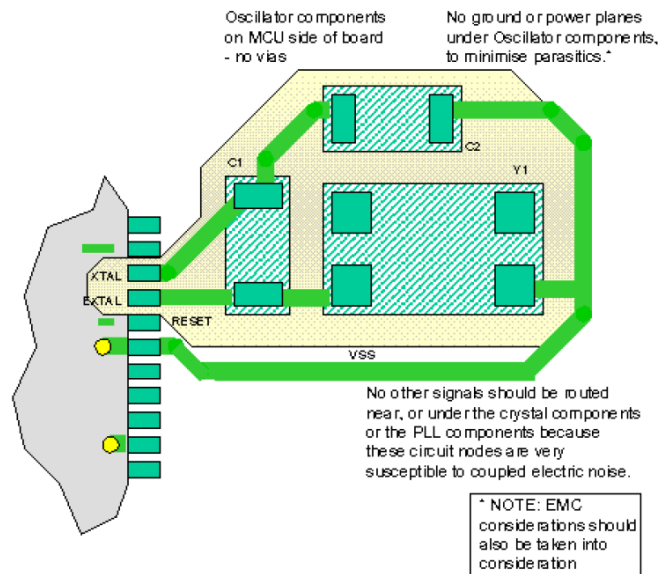 Oscillator components
on MCU side of board
- no vias
No ground or power planes
under Oscillator components,
to minimise parasitics.*
C1
C2
Y1
XTAL
EXTAL
RESET
VSS
No other signals should be routed
near, or under the crystal components
or the PLL components because
these circuit nodes are very
susceptible to coupled electric noise.
* NOTE: EMC
considerations should
also be taken into
consideration